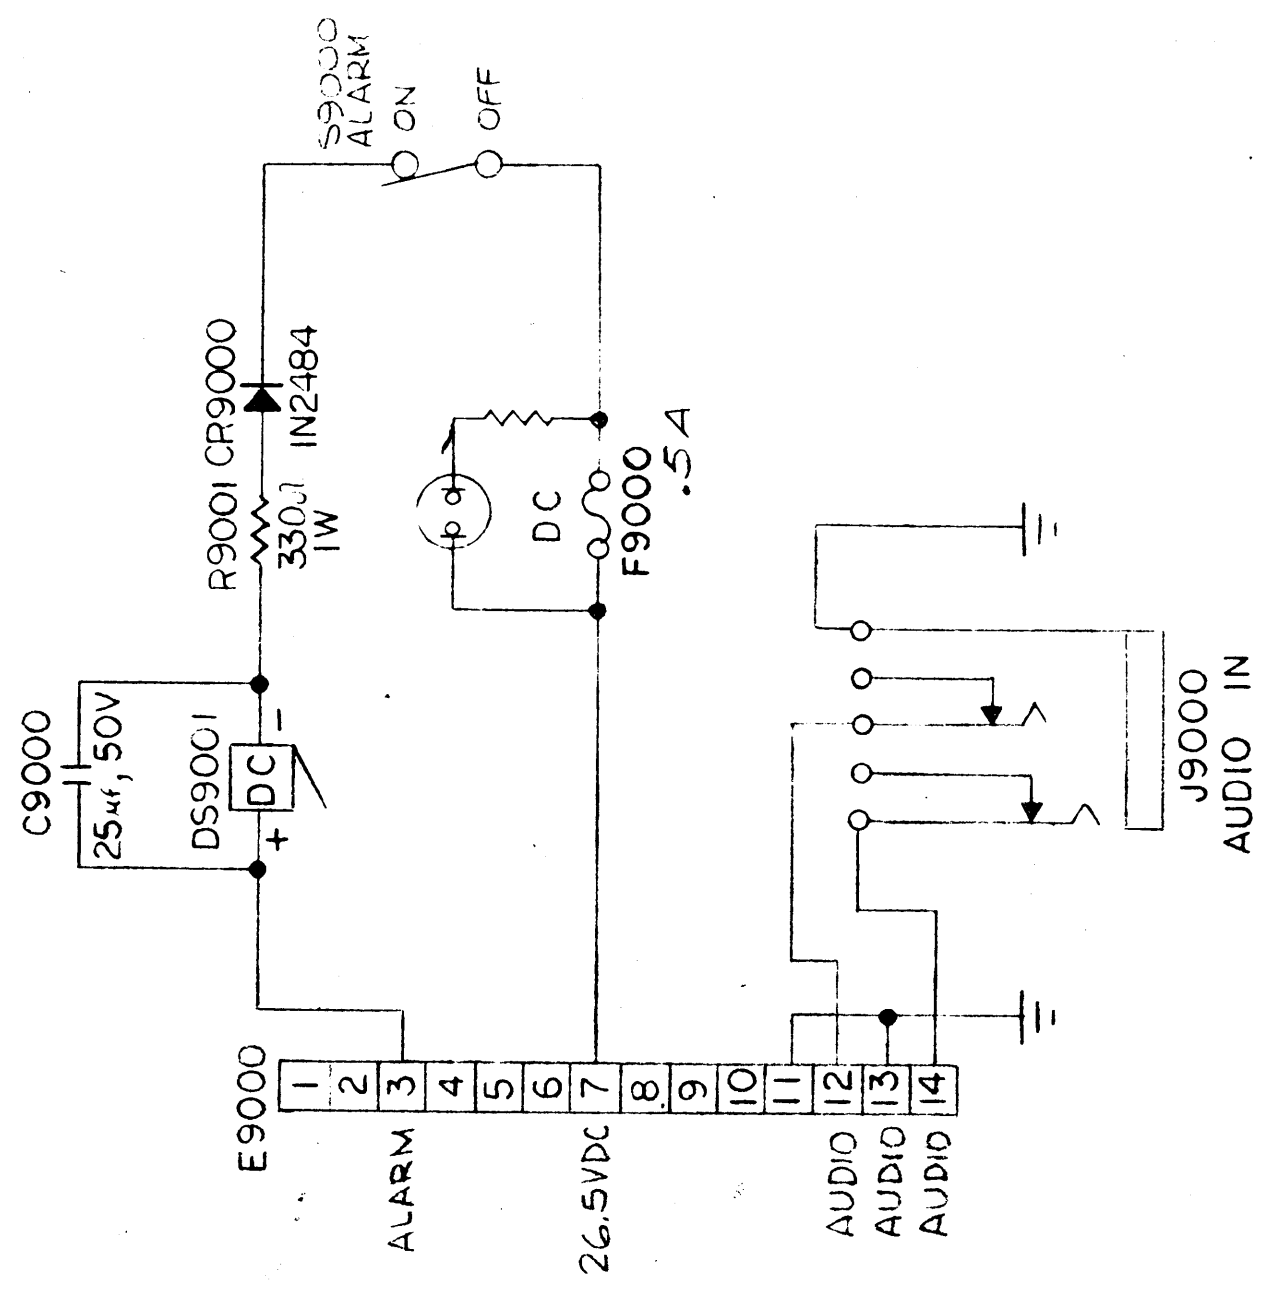 S9000
ALARM
ON
OFF
R9001 CR9000
330Ω
1W
IN2484
C9000
25µf, 50V
DS9001
DC
+
-
DC
F9000
.5A
E9000
1
2
3
4
5
6
7
8
9
10
11
12
13
14
ALARM
26.5VDC
AUDIO
AUDIO
AUDIO
J9000
AUDIO IN